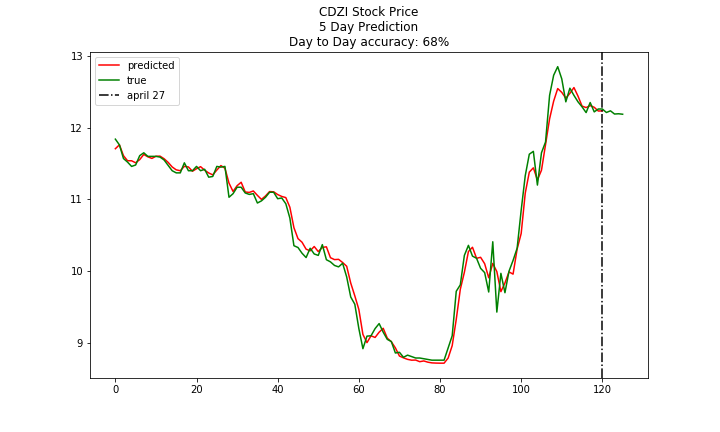 CDZI Stock Price
5 Day Prediction
Day to Day accuracy: 68%
predicted
true
april 27
13
12
11
10
9
0 20 40 60 80 100 120